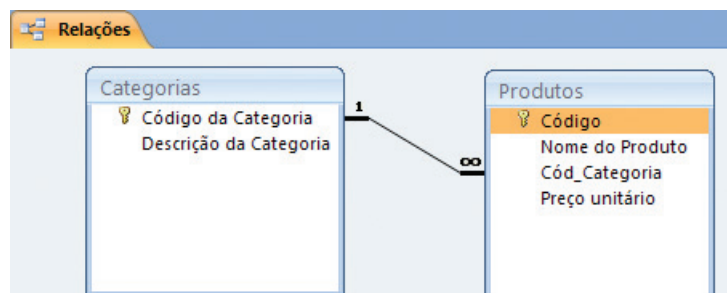 Relações
Categorias
Código da Categoria
Descrição da Categoria
1
∞
Produtos
Código
Nome do Produto
Cód_Categoria
Preço unitário